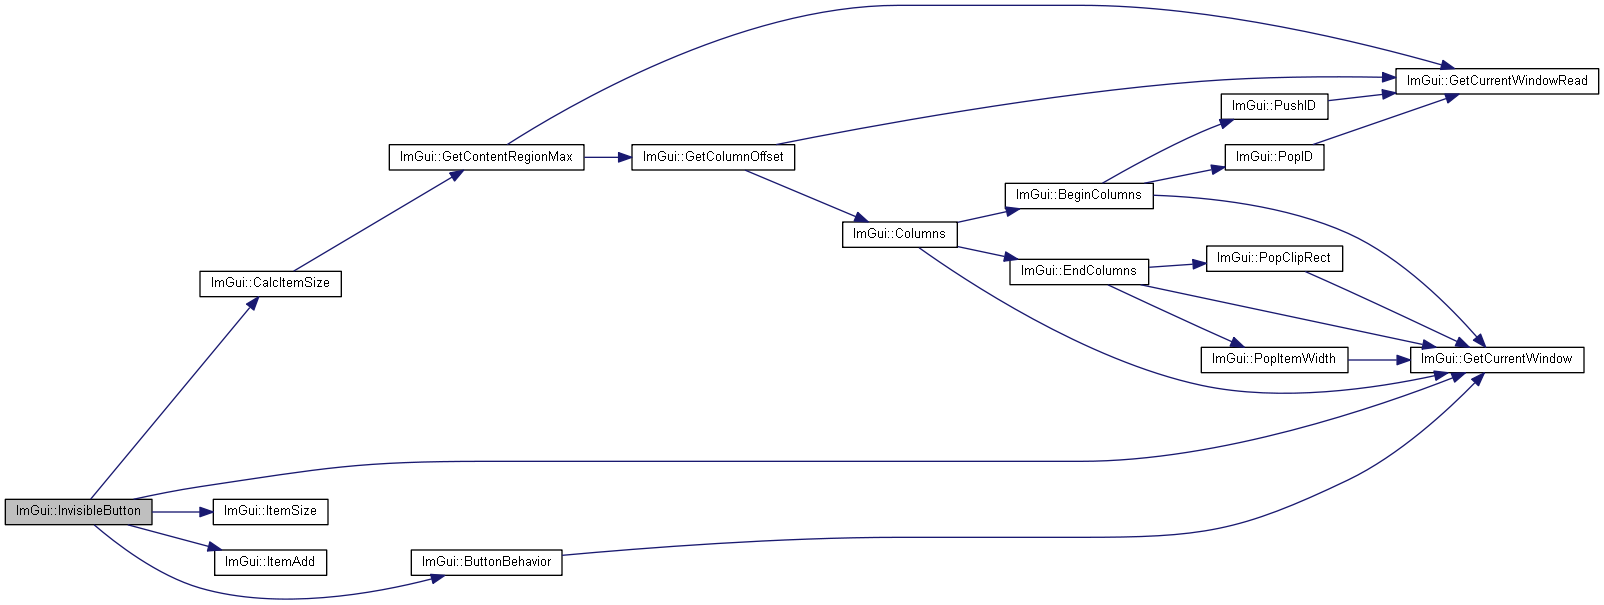 ImGui::GetCurrentWindowRead
ImGui::PushID
ImGui::GetContentRegionMax
ImGui::GetColumnOffset
ImGui::PopID
ImGui::BeginColumns
ImGui::Columns
ImGui::PopClipRect
ImGui::EndColumns
ImGui::CalcItemSize
ImGui::PopItemWidth
ImGui::GetCurrentWindow
ImGui::InvisibleButton
ImGui::ItemSize
ImGui::ItemAdd
ImGui::ButtonBehavior